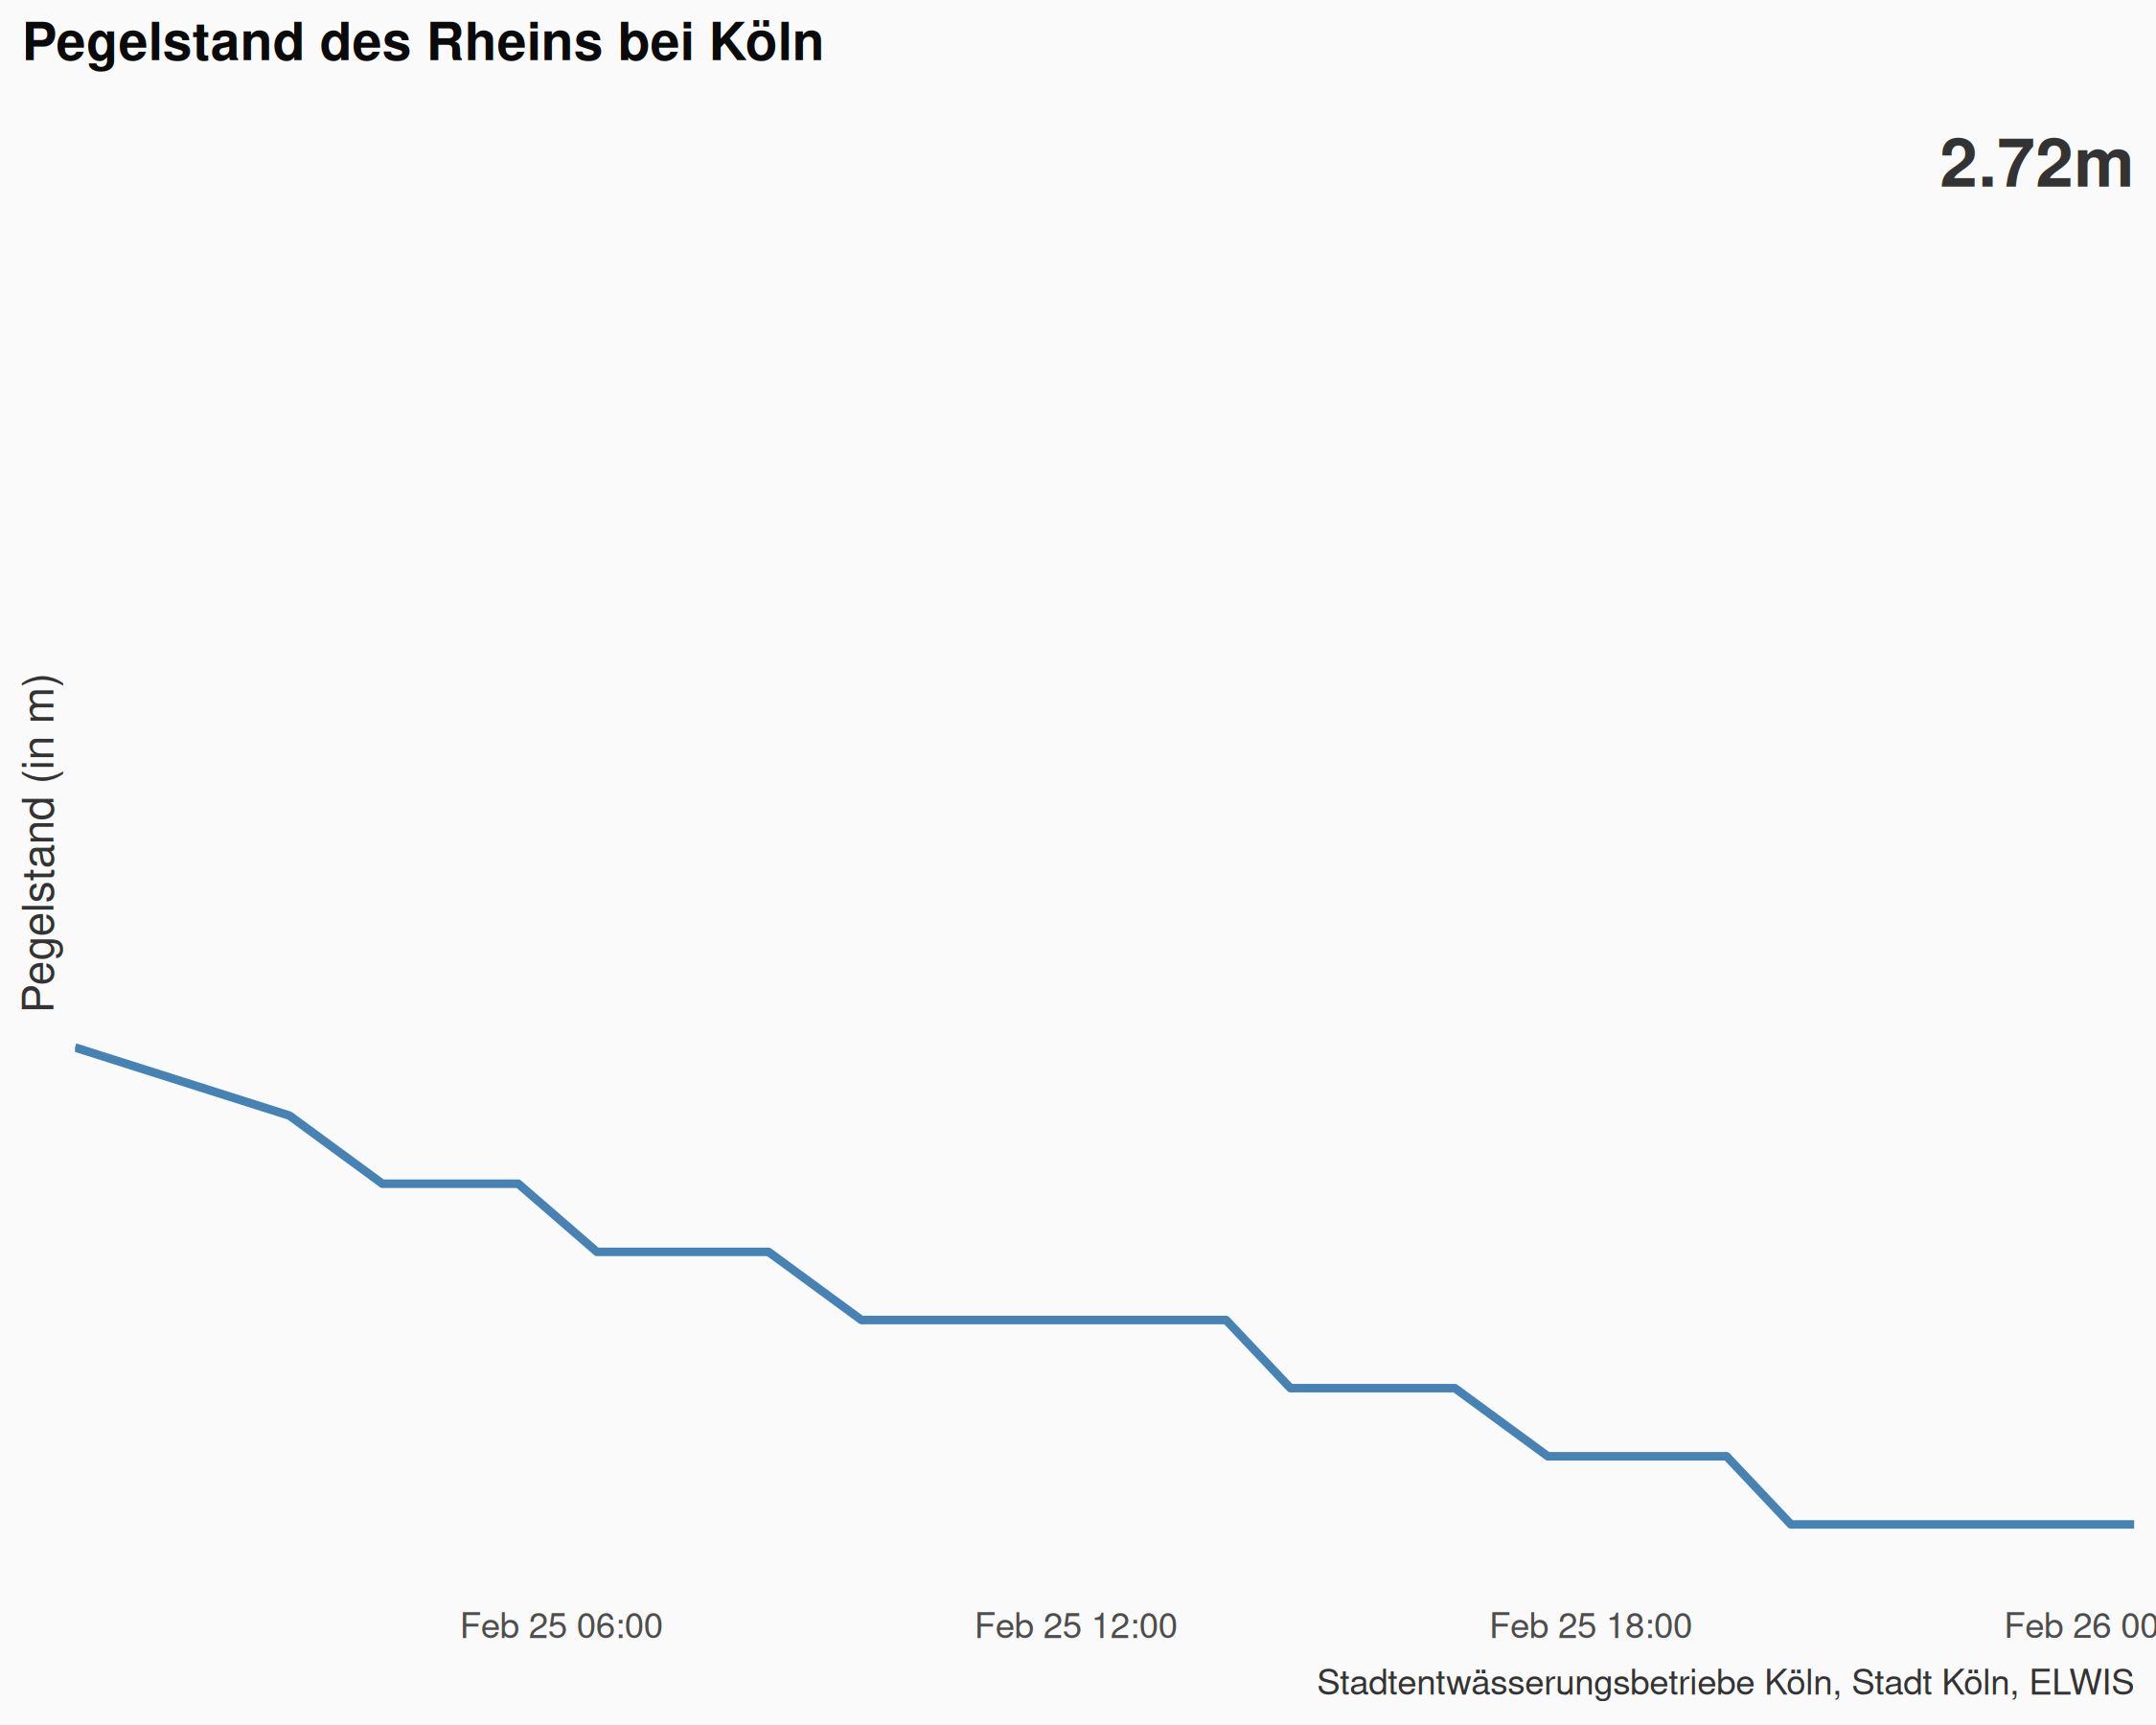 Pegelstand des Rheins bei Köln
2.72m
Pegelstand (in m)
Feb 25 06:00
Feb 25 12:00
Feb 25 18:00
Feb 26 00
Stadtentwässerungsbetriebe Köln, Stadt Köln, ELWIS